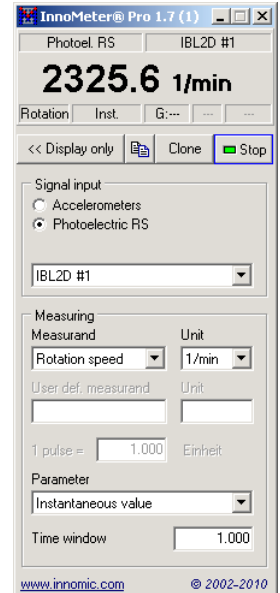 InnoMeter® Pro 1.7 (1)
Photoel. RS IBL2D #1
2325.6 1/min
Rotation Inst. G:--- --- ---
<< Display only Clone Stop
Signal input
Accelerometers
Photoelectric RS
IBL2D #1
Measuring
Measurand Unit
Rotation speed 1/min
User def. measurand Unit
1 pulse = 1.000 Einheit
Parameter
Instantaneous value
Time window 1.000
www.innomic.com © 2002-2010